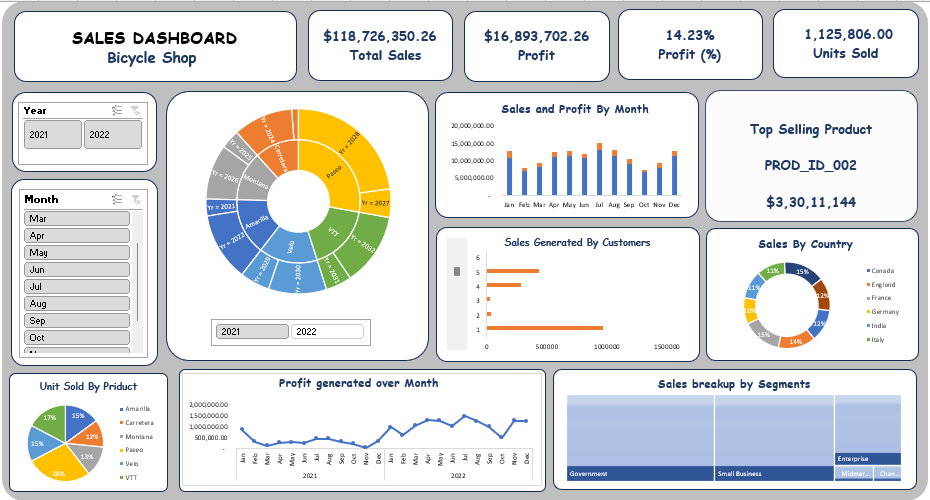 SALES DASHBOARD
Bicycle Shop
$118,726,350.26
Total Sales
$16,893,702.26
Profit
14.23%
Profit (%)
1,125,806.00
Units Sold
Year
2021
2022
Month
Mar
Apr
May
Jun
Jul
Aug
Sep
Oct
Paseo
VTT
Velo
Amarilla
Montana
Carretera
Yr = 2028
Yr = 2027
Yr = 2032
Yr = 2030
Yr = 2029
Yr = 2022
Yr = 2021
Yr = 2026
Yr = 2025
Yr = 2024
2021
2022
Sales and Profit By Month
20,000,000.00
15,000,000.00
10,000,000.00
5,000,000.00
-
Jan Feb Mar Apr May Jun Jul Aug Sep Oct Nov Dec
Top Selling Product
PROD_ID_002
$3,30,11,144
Sales Generated By Customers
6
5
4
3
2
1
0 500000 1000000 1500000
Sales By Country
15%
12%
12%
14%
15%
10%
11%
11%
Canada
England
France
Germany
India
Italy
Unit Sold By Priduct
15%
12%
13%
28%
15%
17%
Amarilla
Carretera
Montana
Paseo
Velo
VTT
Profit generated over Month
2,000,000.00
1,500,000.00
1,000,000.00
500,000.00
-
Jan Feb Mar Apr May Jun Jul Aug Sep Oct Nov Dec Jan Feb Mar Apr May Jun Jul Aug Sep Oct Nov Dec
2021 2022
Sales breakup by Segments
Government
Small Business
Enterprise
Midmar...
Chan...